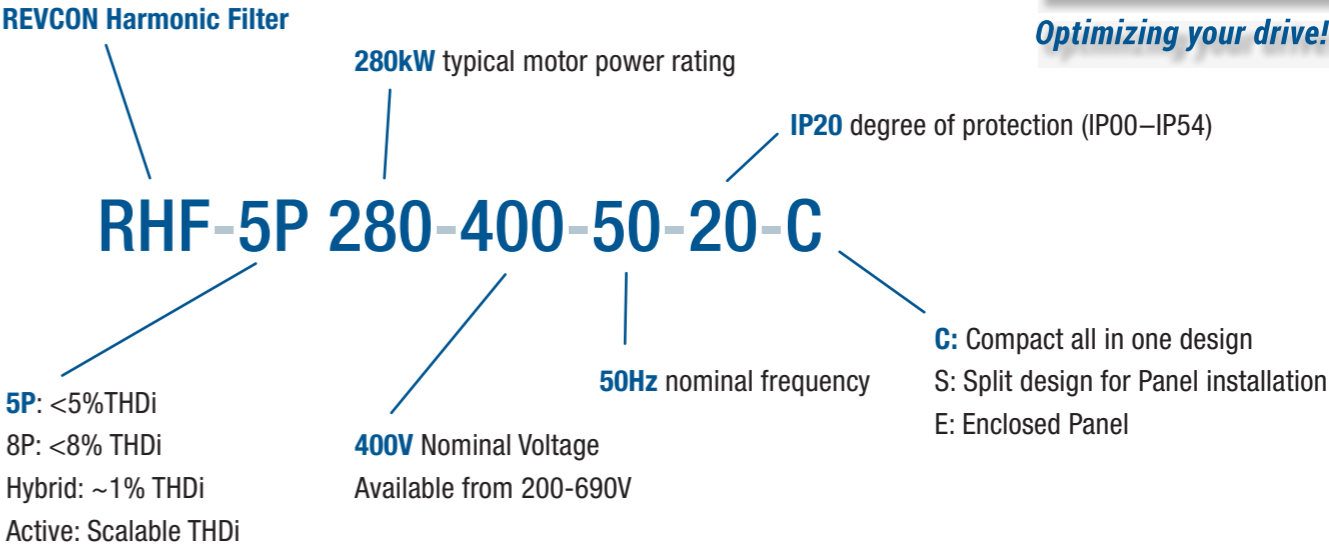 REVCON Harmonic Filter
Optimizing your drive!
280kW typical motor power rating
IP20 degree of protection (IP00–IP54)
RHF-5P 280-400-50-20-C
C: Compact all in one design
S: Split design for Panel installation
E: Enclosed Panel
50Hz nominal frequency
5P: <5%THDi
8P: <8% THDi
Hybrid: ~1% THDi
Active: Scalable THDi
400V Nominal Voltage
Available from 200-690V